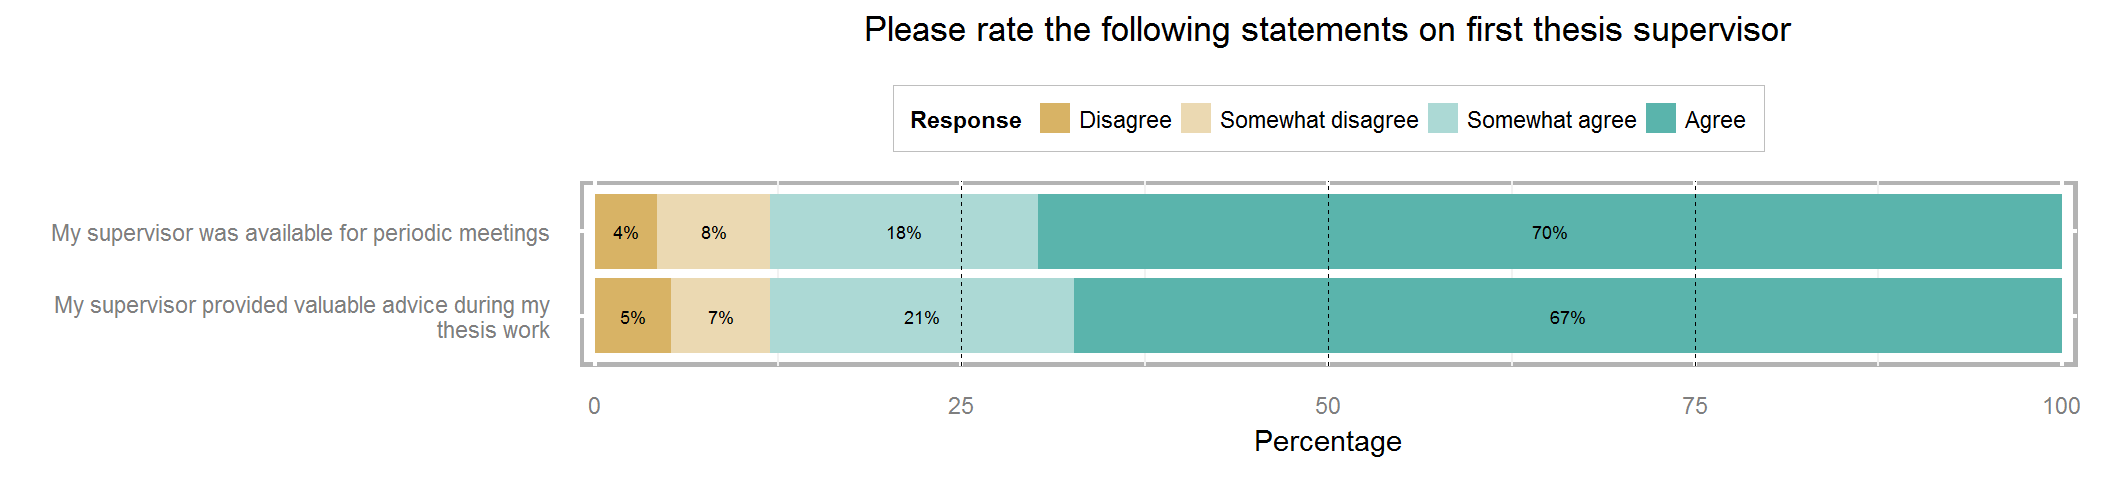 Please rate the following statements on first thesis supervisor
Response Disagree Somewhat disagree Somewhat agree Agree
My supervisor was available for periodic meetings 4% 8% 18% 70%
My supervisor provided valuable advice during my
thesis work
5% 7% 21% 67%
0 25 50 75 100
Percentage